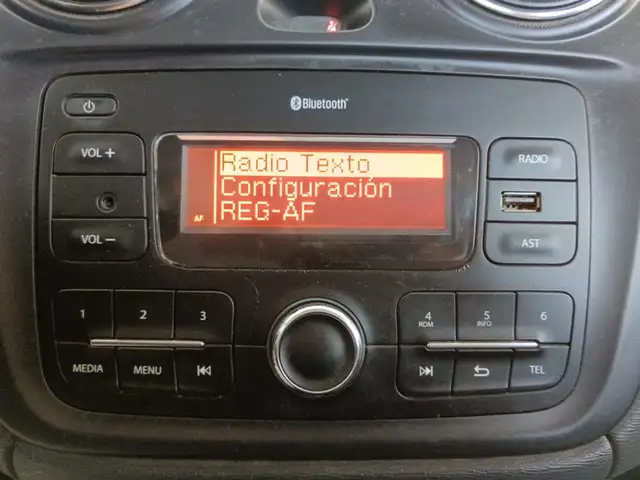 Bluetooth®
VOL +
VOL −
Radio Texto
Configuración
REG-AF
AF
RADIO
AST
1
2
3
4
RDM
5
INFO
6
MEDIA
MENU
TEL